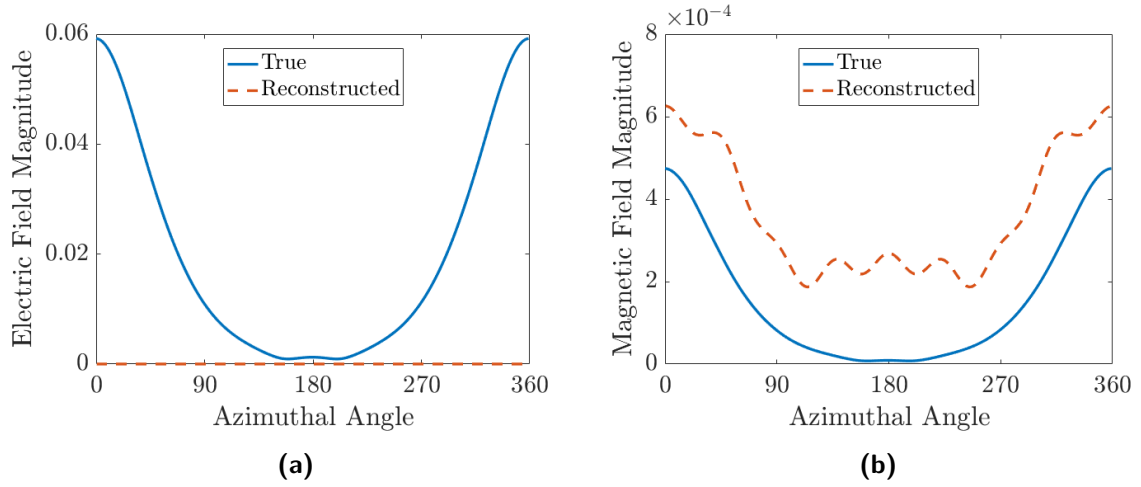 Electric Field Magnitude
0.06
0.04
0.02
0
0 90 180 270 360
Azimuthal Angle
True
Reconstructed
(a)
×10⁻⁴
Magnetic Field Magnitude
8
6
4
2
0
0 90 180 270 360
Azimuthal Angle
True
Reconstructed
(b)